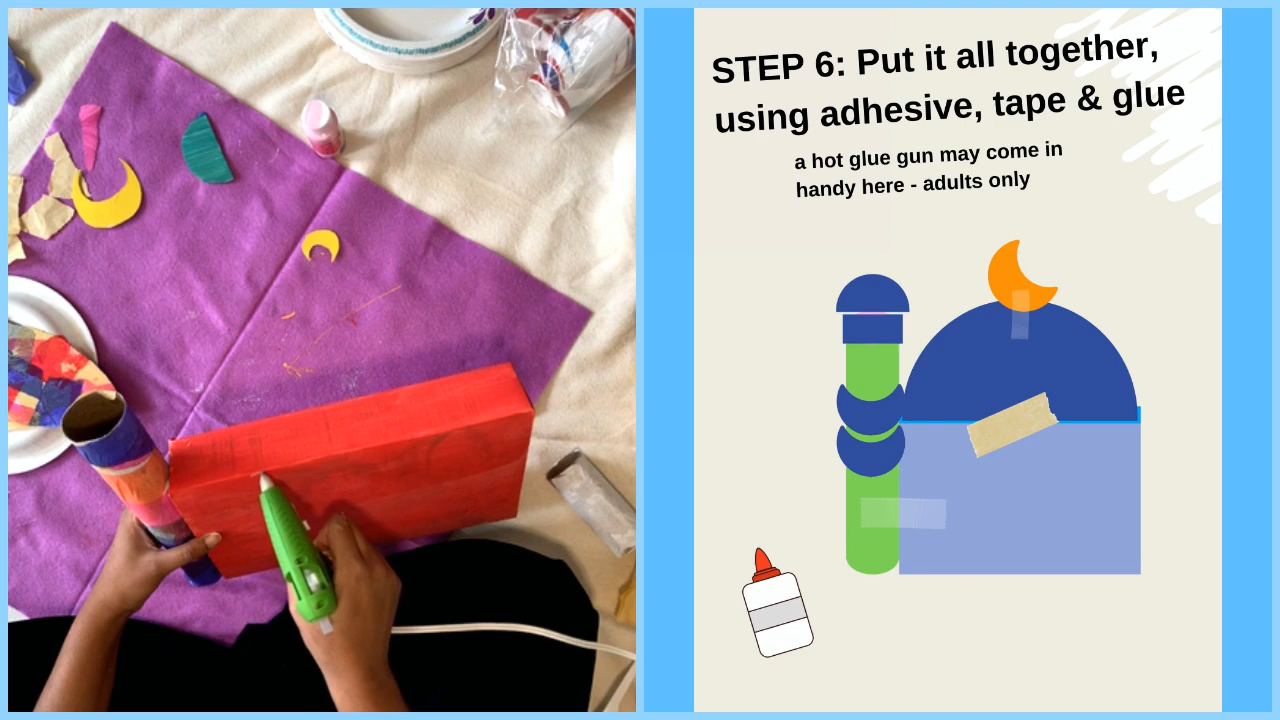 STEP 6: Put it all together,
using adhesive, tape & glue
a hot glue gun may come in
handy here - adults only